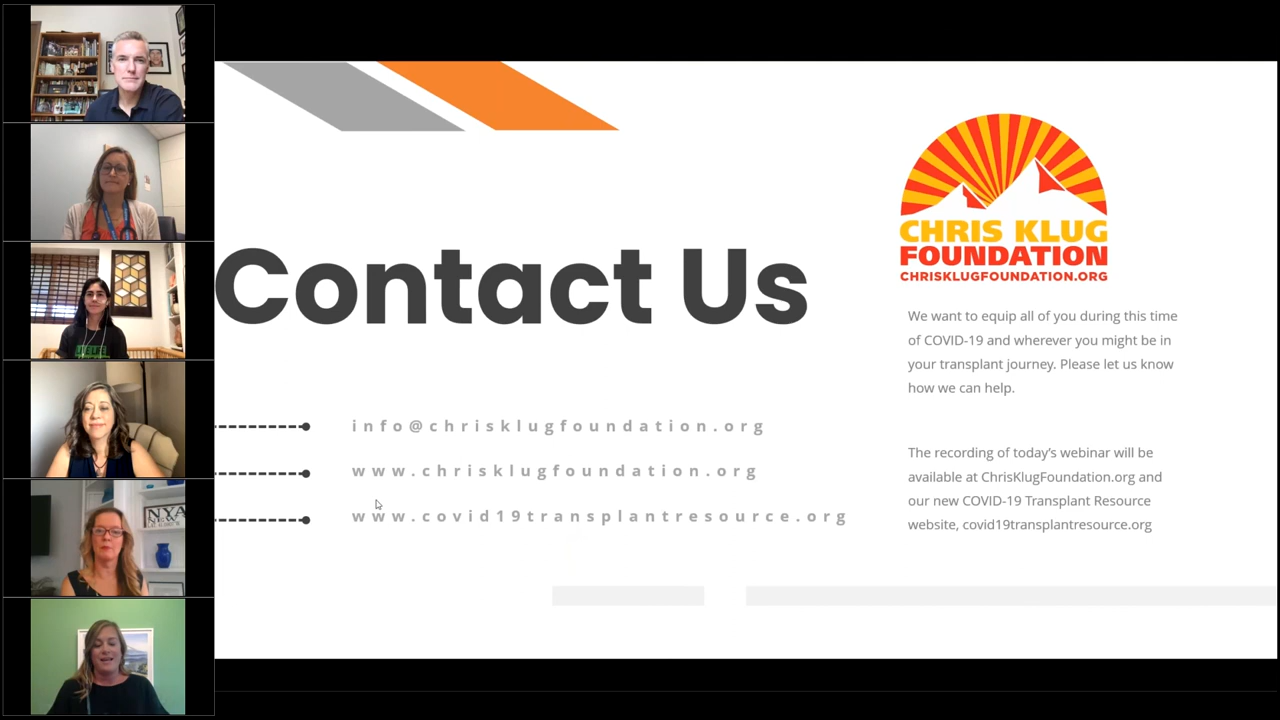 CHRIS KLUG
FOUNDATION
CHRISKLUGFOUNDATION.ORG
Contact Us
We want to equip all of you during this time
of COVID-19 and wherever you might be in
your transplant journey. Please let us know
how we can help.
info@chrisklugfoundation.org
www.chrisklugfoundation.org
www.covid19transplantresource.org
The recording of today's webinar will be
available at ChrisKlugFoundation.org and
our new COVID-19 Transplant Resource
website, covid19transplantresource.org
NYA